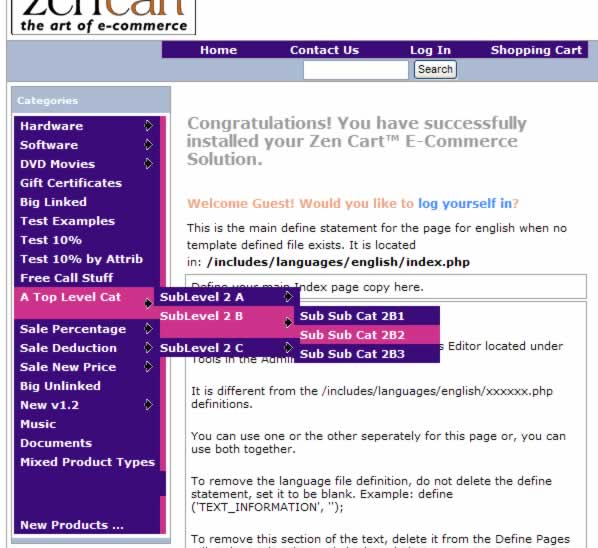 zen cart
the art of e-commerce
Home Contact Us Log In Shopping Cart
Search
Categories
Hardware
Software
DVD Movies
Gift Certificates
Big Linked
Test Examples
Test 10%
Test 10% by Attrib
Free Call Stuff
A Top Level Cat
Sale Percentage
Sale Deduction
Sale New Price
Big Unlinked
New v1.2
Music
Documents
Mixed Product Types
New Products ...
SubLevel 2 A
SubLevel 2 B
SubLevel 2 C
Sub Sub Cat 2B1
Sub Sub Cat 2B2
Sub Sub Cat 2B3
Congratulations! You have successfully
installed your Zen Cart™ E-Commerce
Solution.
Welcome Guest! Would you like to log yourself in?
This is the main define statement for the page for english when no
template defined file exists. It is located
in: /includes/languages/english/index.php
Define your main Index page copy here.
s Editor located under
Tools in the Admin
It is different from the /includes/languages/english/xxxxxx.php
definitions.
You can use one or the other seperately for this page or, you can
use both together.
To remove the language file definition, do not delete the define
statement, set it to be blank. Example: define
('TEXT_INFORMATION', '');
To remove this section of the text, delete it from the Define Pages